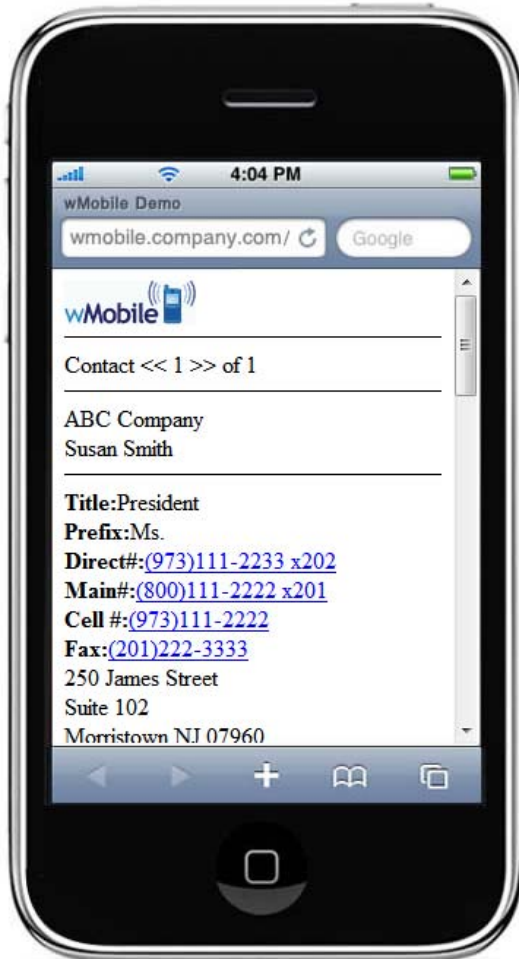 4:04 PM
wMobile Demo
wmobile.company.com/ Google
wMobile
Contact << 1 >> of 1
ABC Company
Susan Smith
Title:President
Prefix:Ms.
Direct#:(973)111-2233 x202
Main#:(800)111-2222 x201
Cell #:(973)111-2222
Fax:(201)222-3333
250 James Street
Suite 102
Morristown NJ 07960